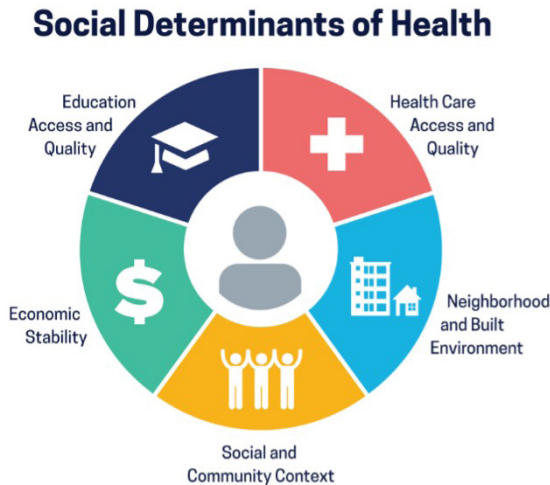 Social Determinants of Health
Education
Access and
Quality
Health Care
Access and
Quality
$
Economic
Stability
Neighborhood
and Built
Environment
Social and
Community Context